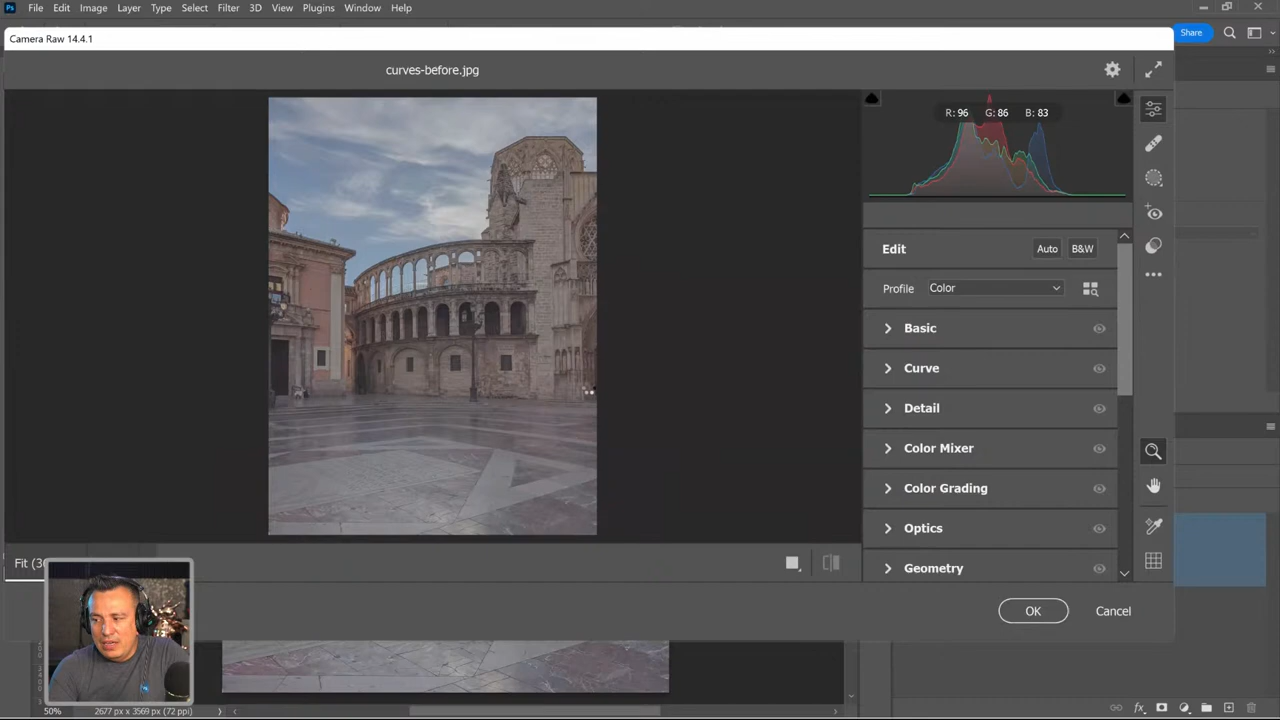 Ps File Edit Image Layer Type Select Filter 3D View Plugins Window Help
Camera Raw 14.4.1
Share
curves-before.jpg
R: 96 G: 86 B: 83
Edit Auto B&W
Profile Color
Basic
Curve
Detail
Color Mixer
Color Grading
Optics
Geometry
Fit
OK Cancel
50% 2677 px x 3569 px (72 ppi)
fx